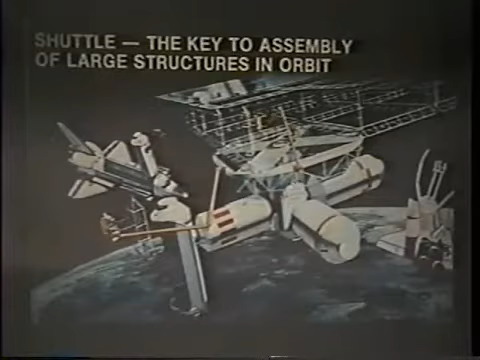 SHUTTLE — THE KEY TO ASSEMBLY
OF LARGE STRUCTURES IN ORBIT